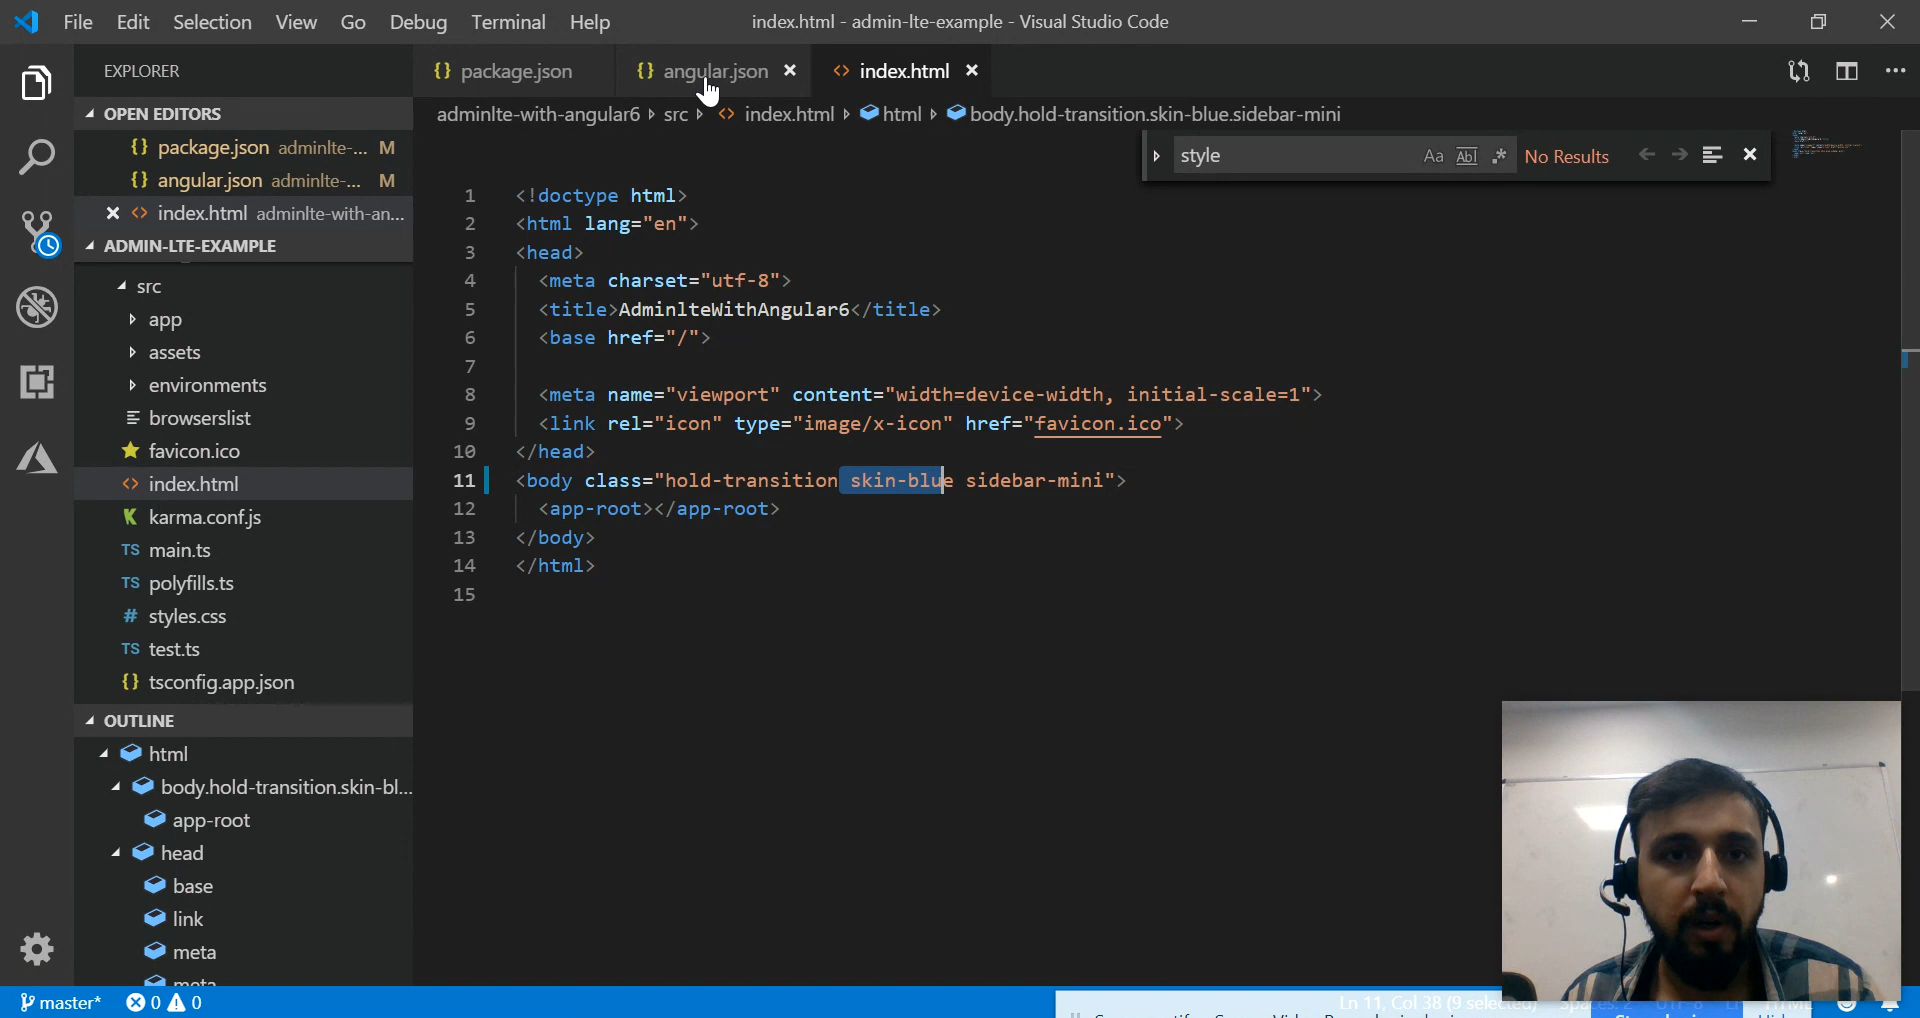 File Edit Selection View Go Debug Terminal Help
index.html - admin-lte-example - Visual Studio Code
EXPLORER
OPEN EDITORS
package.json adminlte-... M
angular.json adminlte-... M
index.html adminlte-with-an...
ADMIN-LTE-EXAMPLE
src
app
assets
environments
browserslist
favicon.ico
index.html
karma.conf.js
TS main.ts
TS polyfills.ts
# styles.css
TS test.ts
{} tsconfig.app.json
OUTLINE
html
body.hold-transition.skin-bl...
app-root
head
base
link
meta
meta
{} package.json
{} angular.json
<> index.html
adminlte-with-angular6 src <> index.html html body.hold-transition.skin-blue.sidebar-mini
style Aa Abl .* No Results
1 <!doctype html>
2 <html lang="en">
3 <head>
4 <meta charset="utf-8">
5 <title>AdminlteWithAngular6</title>
6 <base href="/">
7
8 <meta name="viewport" content="width=device-width, initial-scale=1">
9 <link rel="icon" type="image/x-icon" href="favicon.ico">
10 </head>
11 <body class="hold-transition skin-blue sidebar-mini">
12 <app-root></app-root>
13 </body>
14 </html>
15
master* 0 0
Ln 11, Col 38 (9 selected)